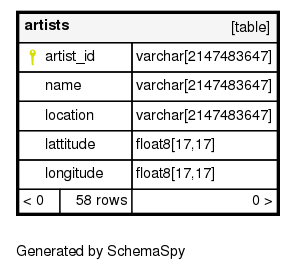 artists [table]
artist_id varchar[2147483647]
name varchar[2147483647]
location varchar[2147483647]
lattitude float8[17,17]
longitude float8[17,17]
< 0 58 rows 0 >
Generated by SchemaSpy